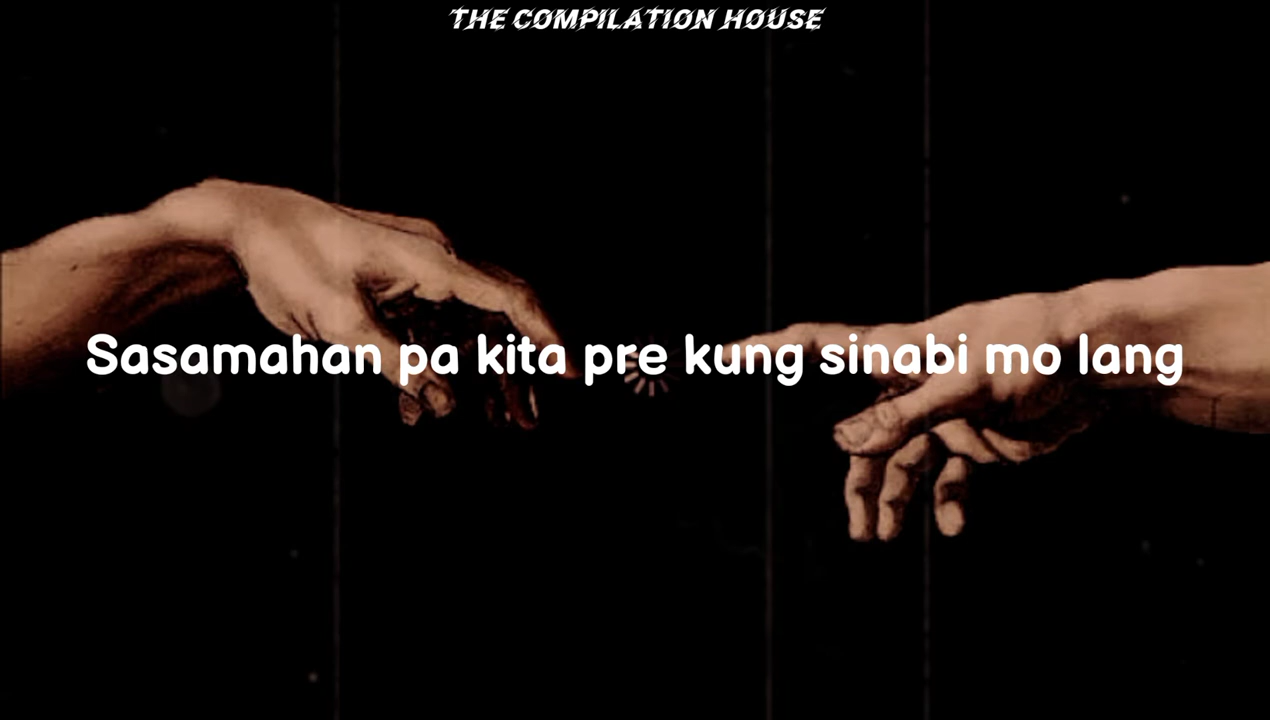 THE COMPILATION HOUSE
Sasamahan pa kita pre kung sinabi mo lang